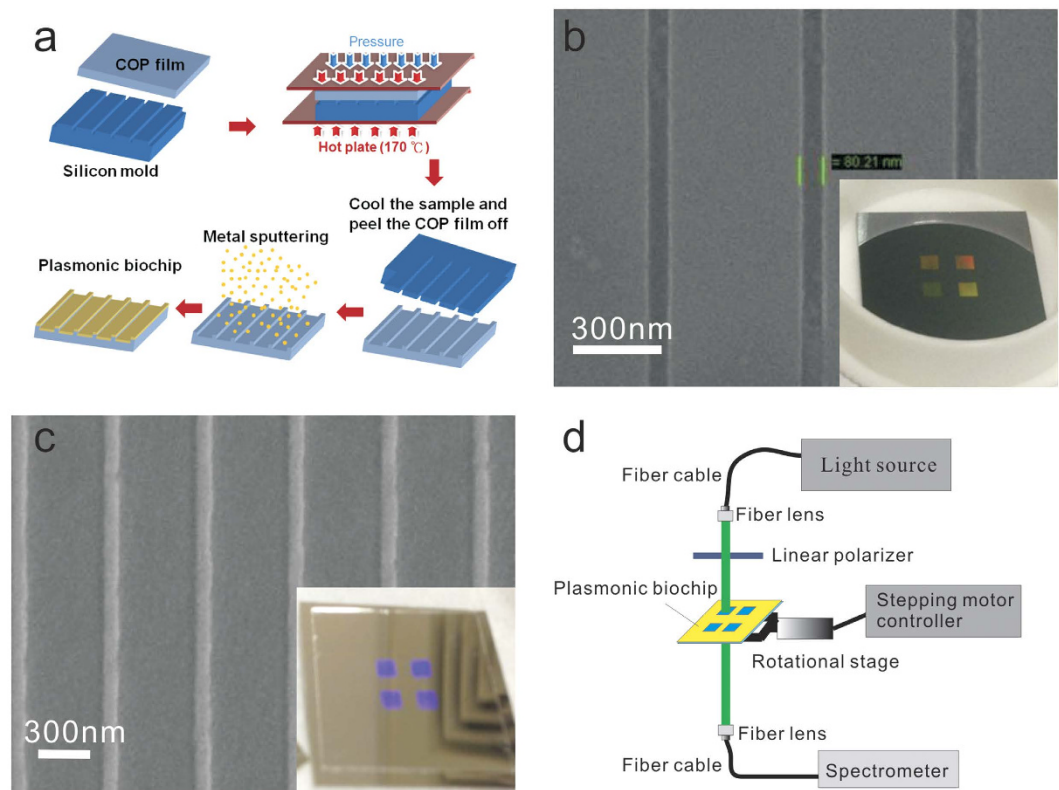 a
COP film
Silicon mold
Pressure
Hot plate (170 ℃)
Cool the sample and
peel the COP film off
Metal sputtering
Plasmonic biochip
b
= 80.21 nm
300nm
c
300nm
d
Fiber cable
Light source
Fiber lens
Linear polarizer
Plasmonic biochip
Stepping motor
controller
Rotational stage
Fiber lens
Fiber cable
Spectrometer